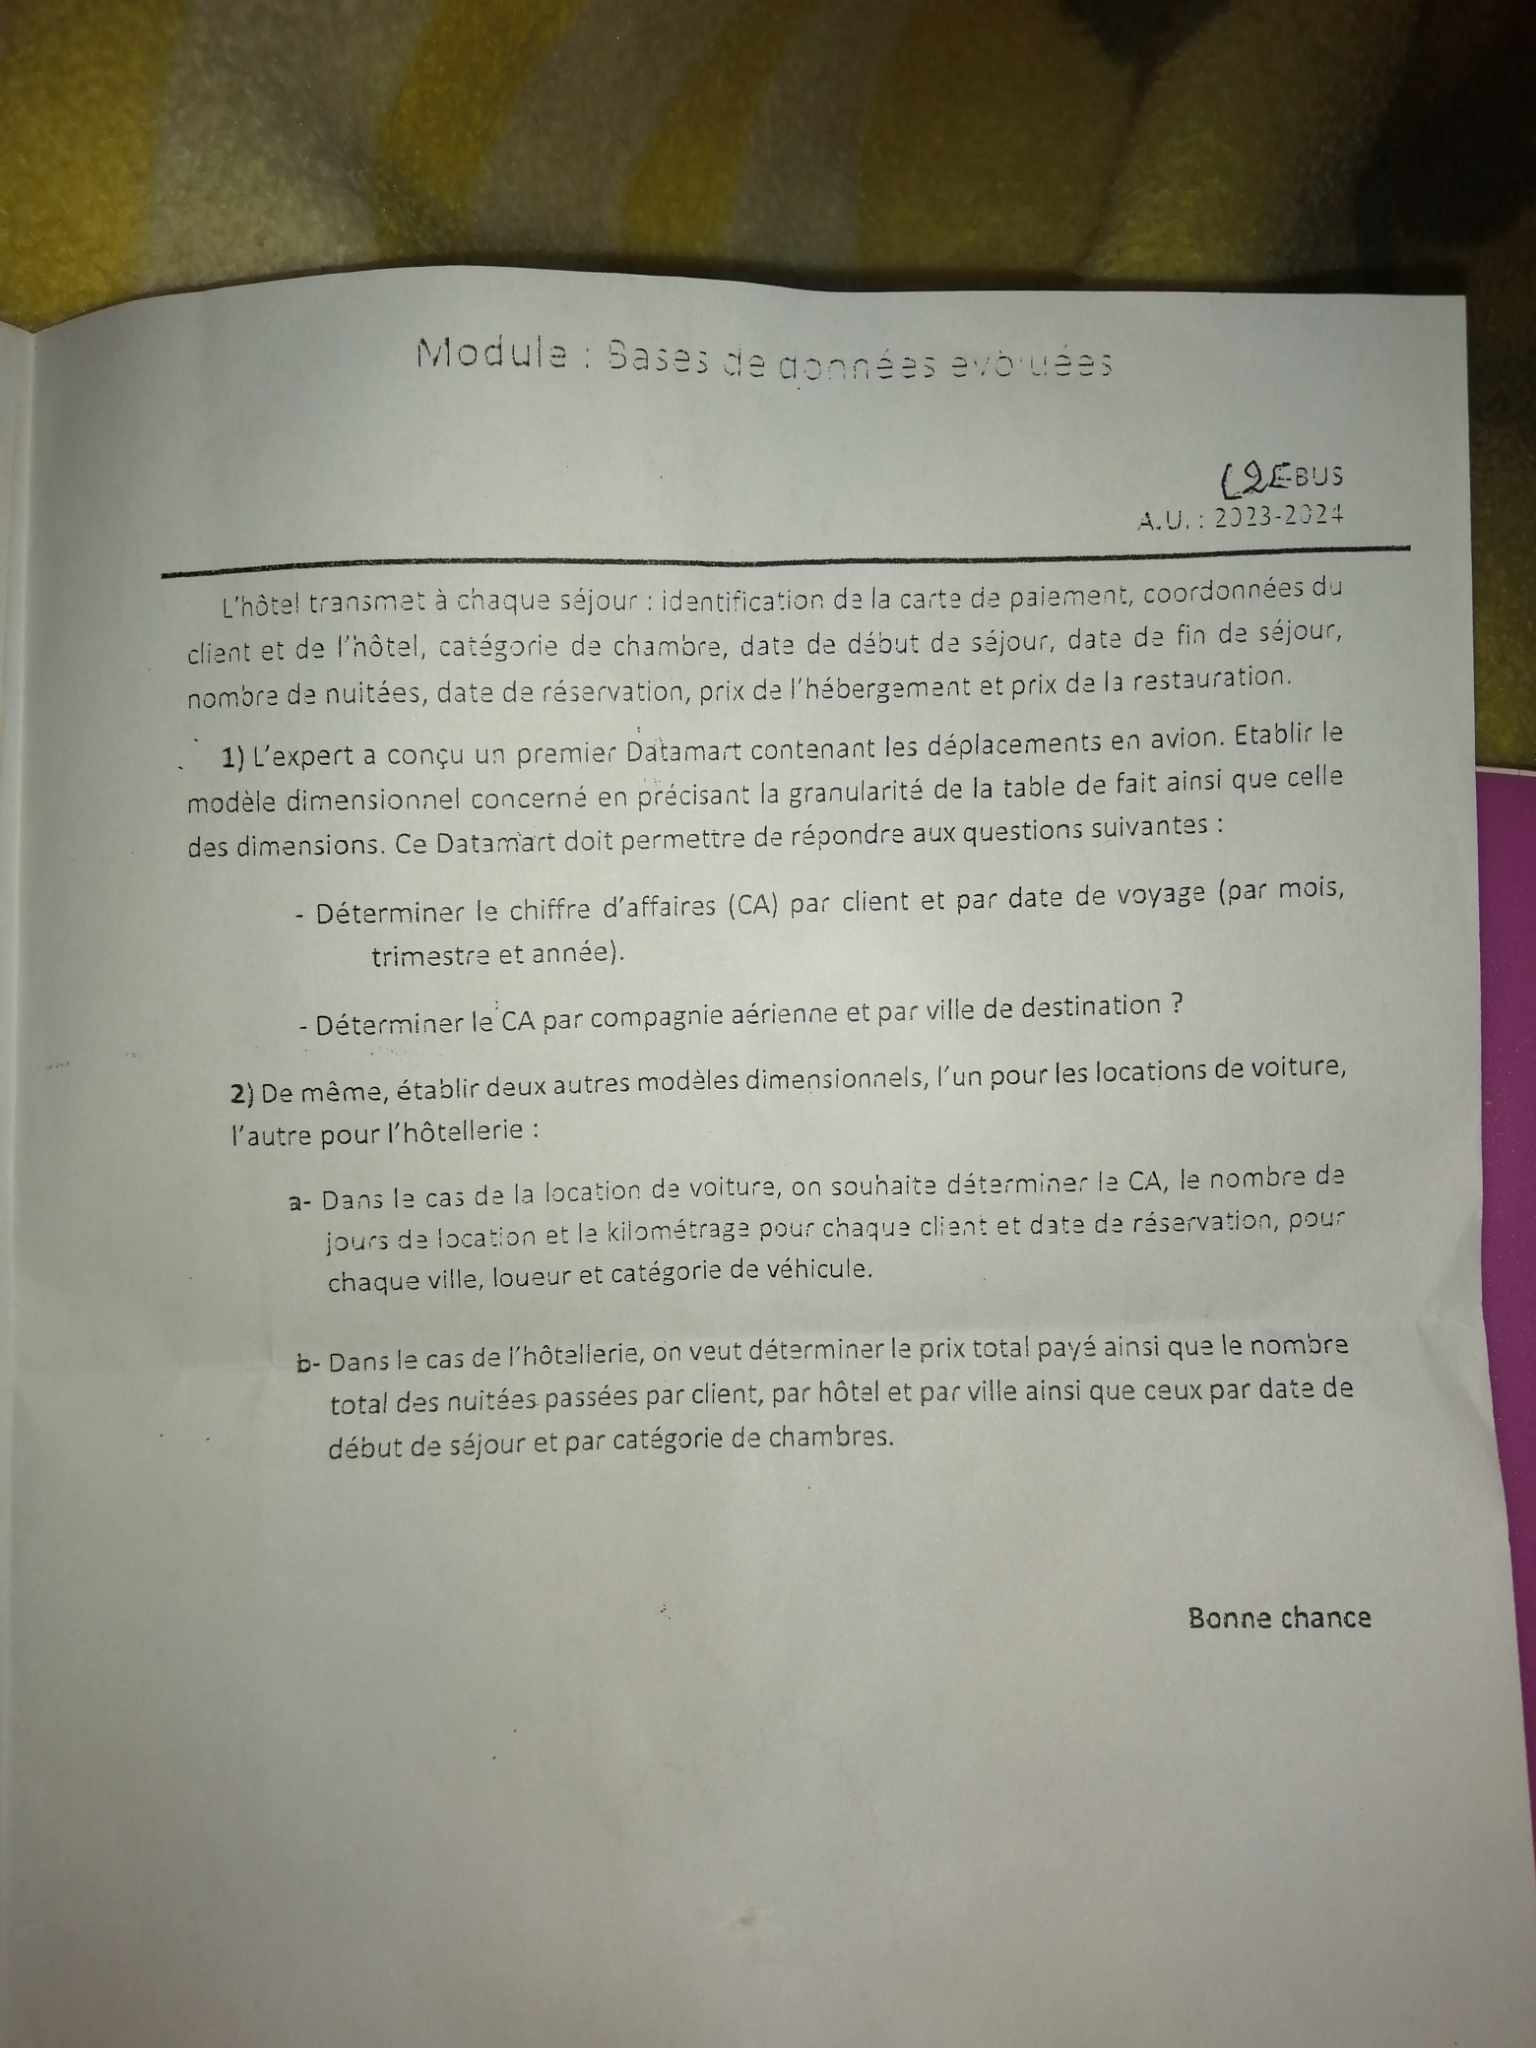 Module : Bases de données évoluées
L2E-BUS
A.U. : 2023-2024
L'hôtel transmet à chaque séjour : identification de la carte de paiement, coordonnées du
client et de l'hôtel, catégorie de chambre, date de début de séjour, date de fin de séjour,
nombre de nuitées, date de réservation, prix de l'hébergement et prix de la restauration.
1) L'expert a conçu un premier Datamart contenant les déplacements en avion. Etablir le
modèle dimensionnel concerné en précisant la granularité de la table de fait ainsi que celle
des dimensions. Ce Datamart doit permettre de répondre aux questions suivantes :
- Déterminer le chiffre d'affaires (CA) par client et par date de voyage (par mois,
trimestre et année).
- Déterminer le CA par compagnie aérienne et par ville de destination ?
2) De même, établir deux autres modèles dimensionnels, l'un pour les locations de voiture,
l'autre pour l'hôtellerie :
a- Dans le cas de la location de voiture, on souhaite déterminer le CA, le nombre de
jours de location et le kilométrage pour chaque client et date de réservation, pour
chaque ville, loueur et catégorie de véhicule.
b- Dans le cas de l'hôtellerie, on veut déterminer le prix total payé ainsi que le nombre
total des nuitées passées par client, par hôtel et par ville ainsi que ceux par date de
début de séjour et par catégorie de chambres.
Bonne chance